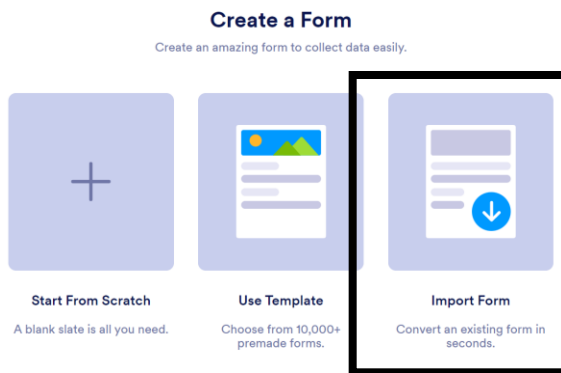 Create a Form
Create an amazing form to collect data easily.
Start From Scratch
A blank slate is all you need.
Use Template
Choose from 10,000+
premade forms.
Import Form
Convert an existing form in
seconds.